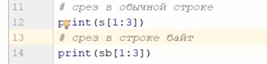 11 # срез в обычной строке
12 print(s[1:3])
13 # срез в строке байт
14 print(sb[1:3])